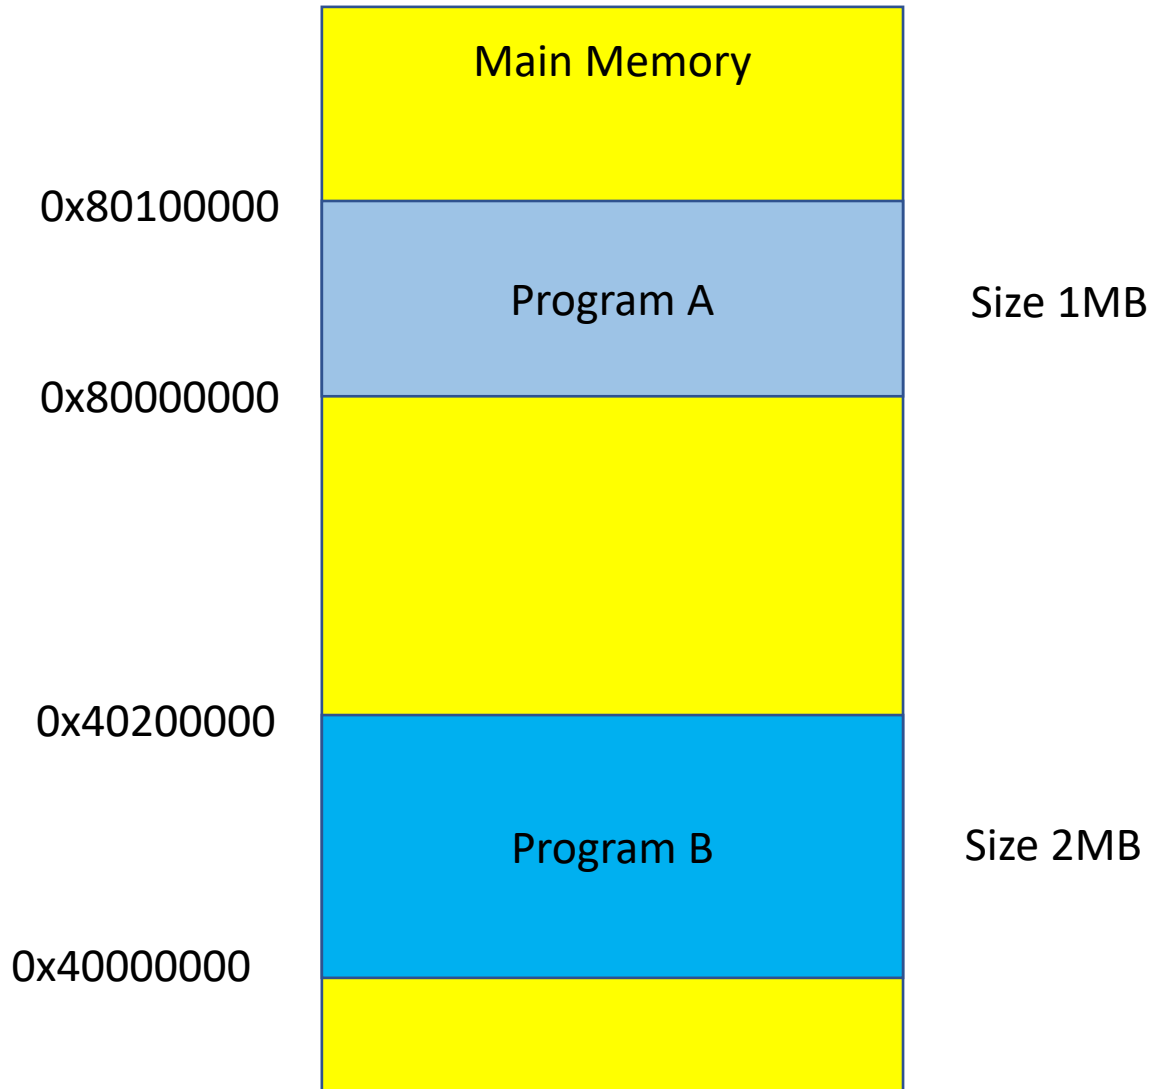 Main Memory
0x80100000
Program A
Size 1MB
0x80000000
0x40200000
Program B
Size 2MB
0x40000000